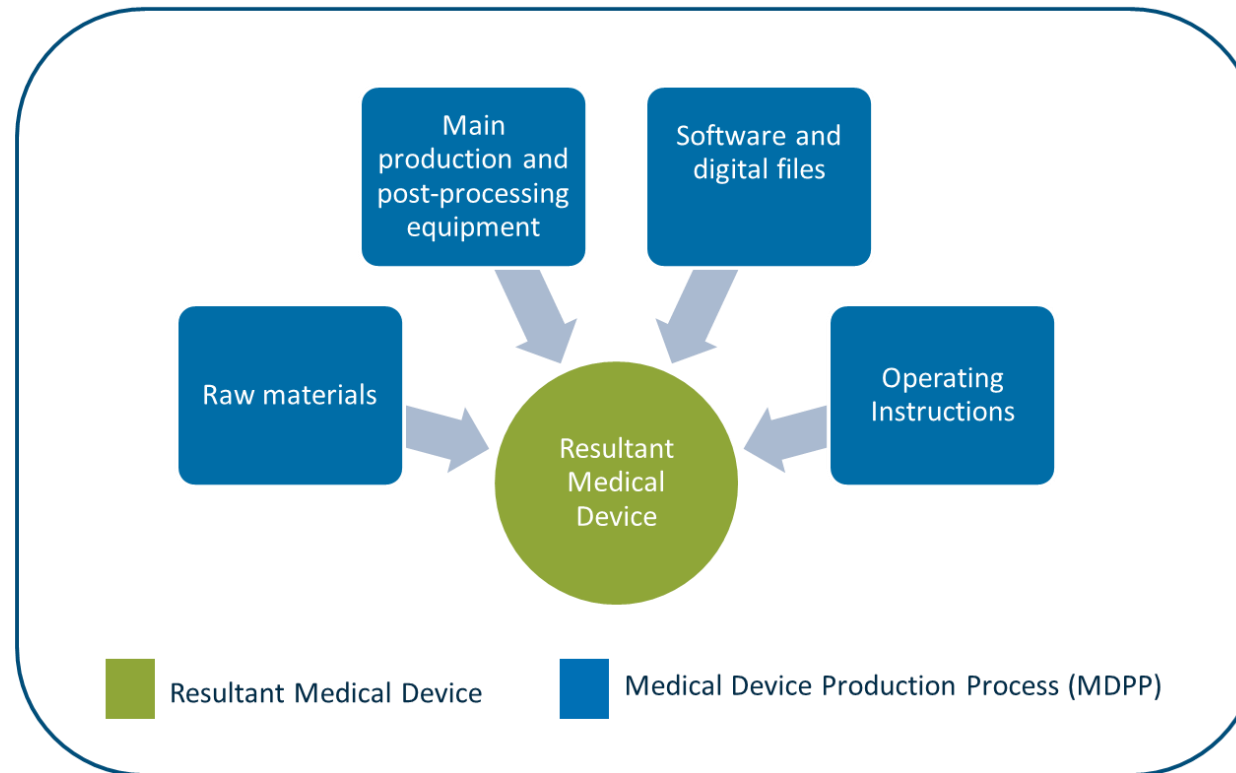 Main
production and
post-processing
equipment
Software and
digital files
Raw materials
Operating
Instructions
Resultant
Medical
Device
Resultant Medical Device
Medical Device Production Process (MDPP)